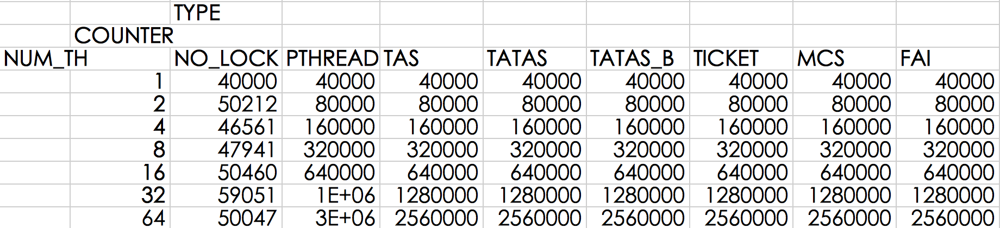 TYPE
COUNTER
NUM_TH NO_LOCK PTHREAD TAS TATAS TATAS_B TICKET MCS FAI
1 40000 40000 40000 40000 40000 40000 40000 40000
2 50212 80000 80000 80000 80000 80000 80000 80000
4 46561 160000 160000 160000 160000 160000 160000 160000
8 47941 320000 320000 320000 320000 320000 320000 320000
16 50460 640000 640000 640000 640000 640000 640000 640000
32 59051 1E+06 1280000 1280000 1280000 1280000 1280000 1280000
64 50047 3E+06 2560000 2560000 2560000 2560000 2560000 2560000